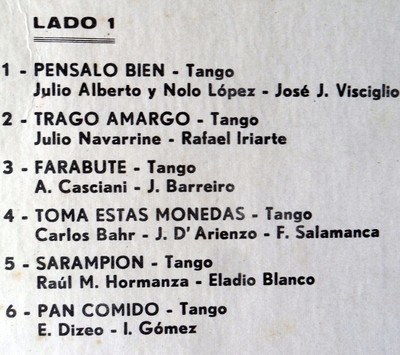 LADO 1
1 - PENSALO BIEN - Tango
Julio Alberto y Nolo López - José J. Visciglio
2 - TRAGO AMARGO - Tango
Julio Navarrine - Rafael Iriarte
3 - FARABUTE - Tango
A. Casciani - J. Barreiro
4 - TOMA ESTAS MONEDAS - Tango
Carlos Bahr - J. D'Arienzo - F. Salamanca
5 - SARAMPION - Tango
Raúl M. Hormanza - Eladio Blanco
6 - PAN COMIDO - Tango
E. Dizeo - I. Gómez